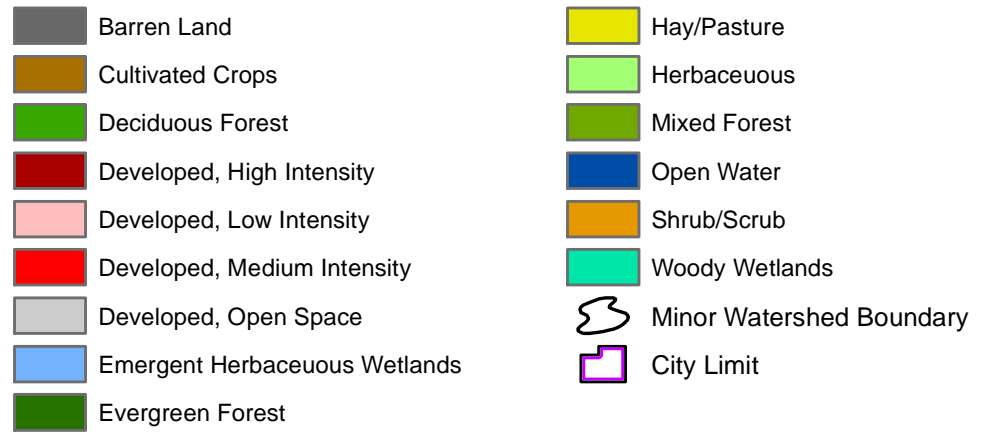 Barren Land
Cultivated Crops
Deciduous Forest
Developed, High Intensity
Developed, Low Intensity
Developed, Medium Intensity
Developed, Open Space
Emergent Herbaceuous Wetlands
Evergreen Forest
Hay/Pasture
Herbaceuous
Mixed Forest
Open Water
Shrub/Scrub
Woody Wetlands
Minor Watershed Boundary
City Limit